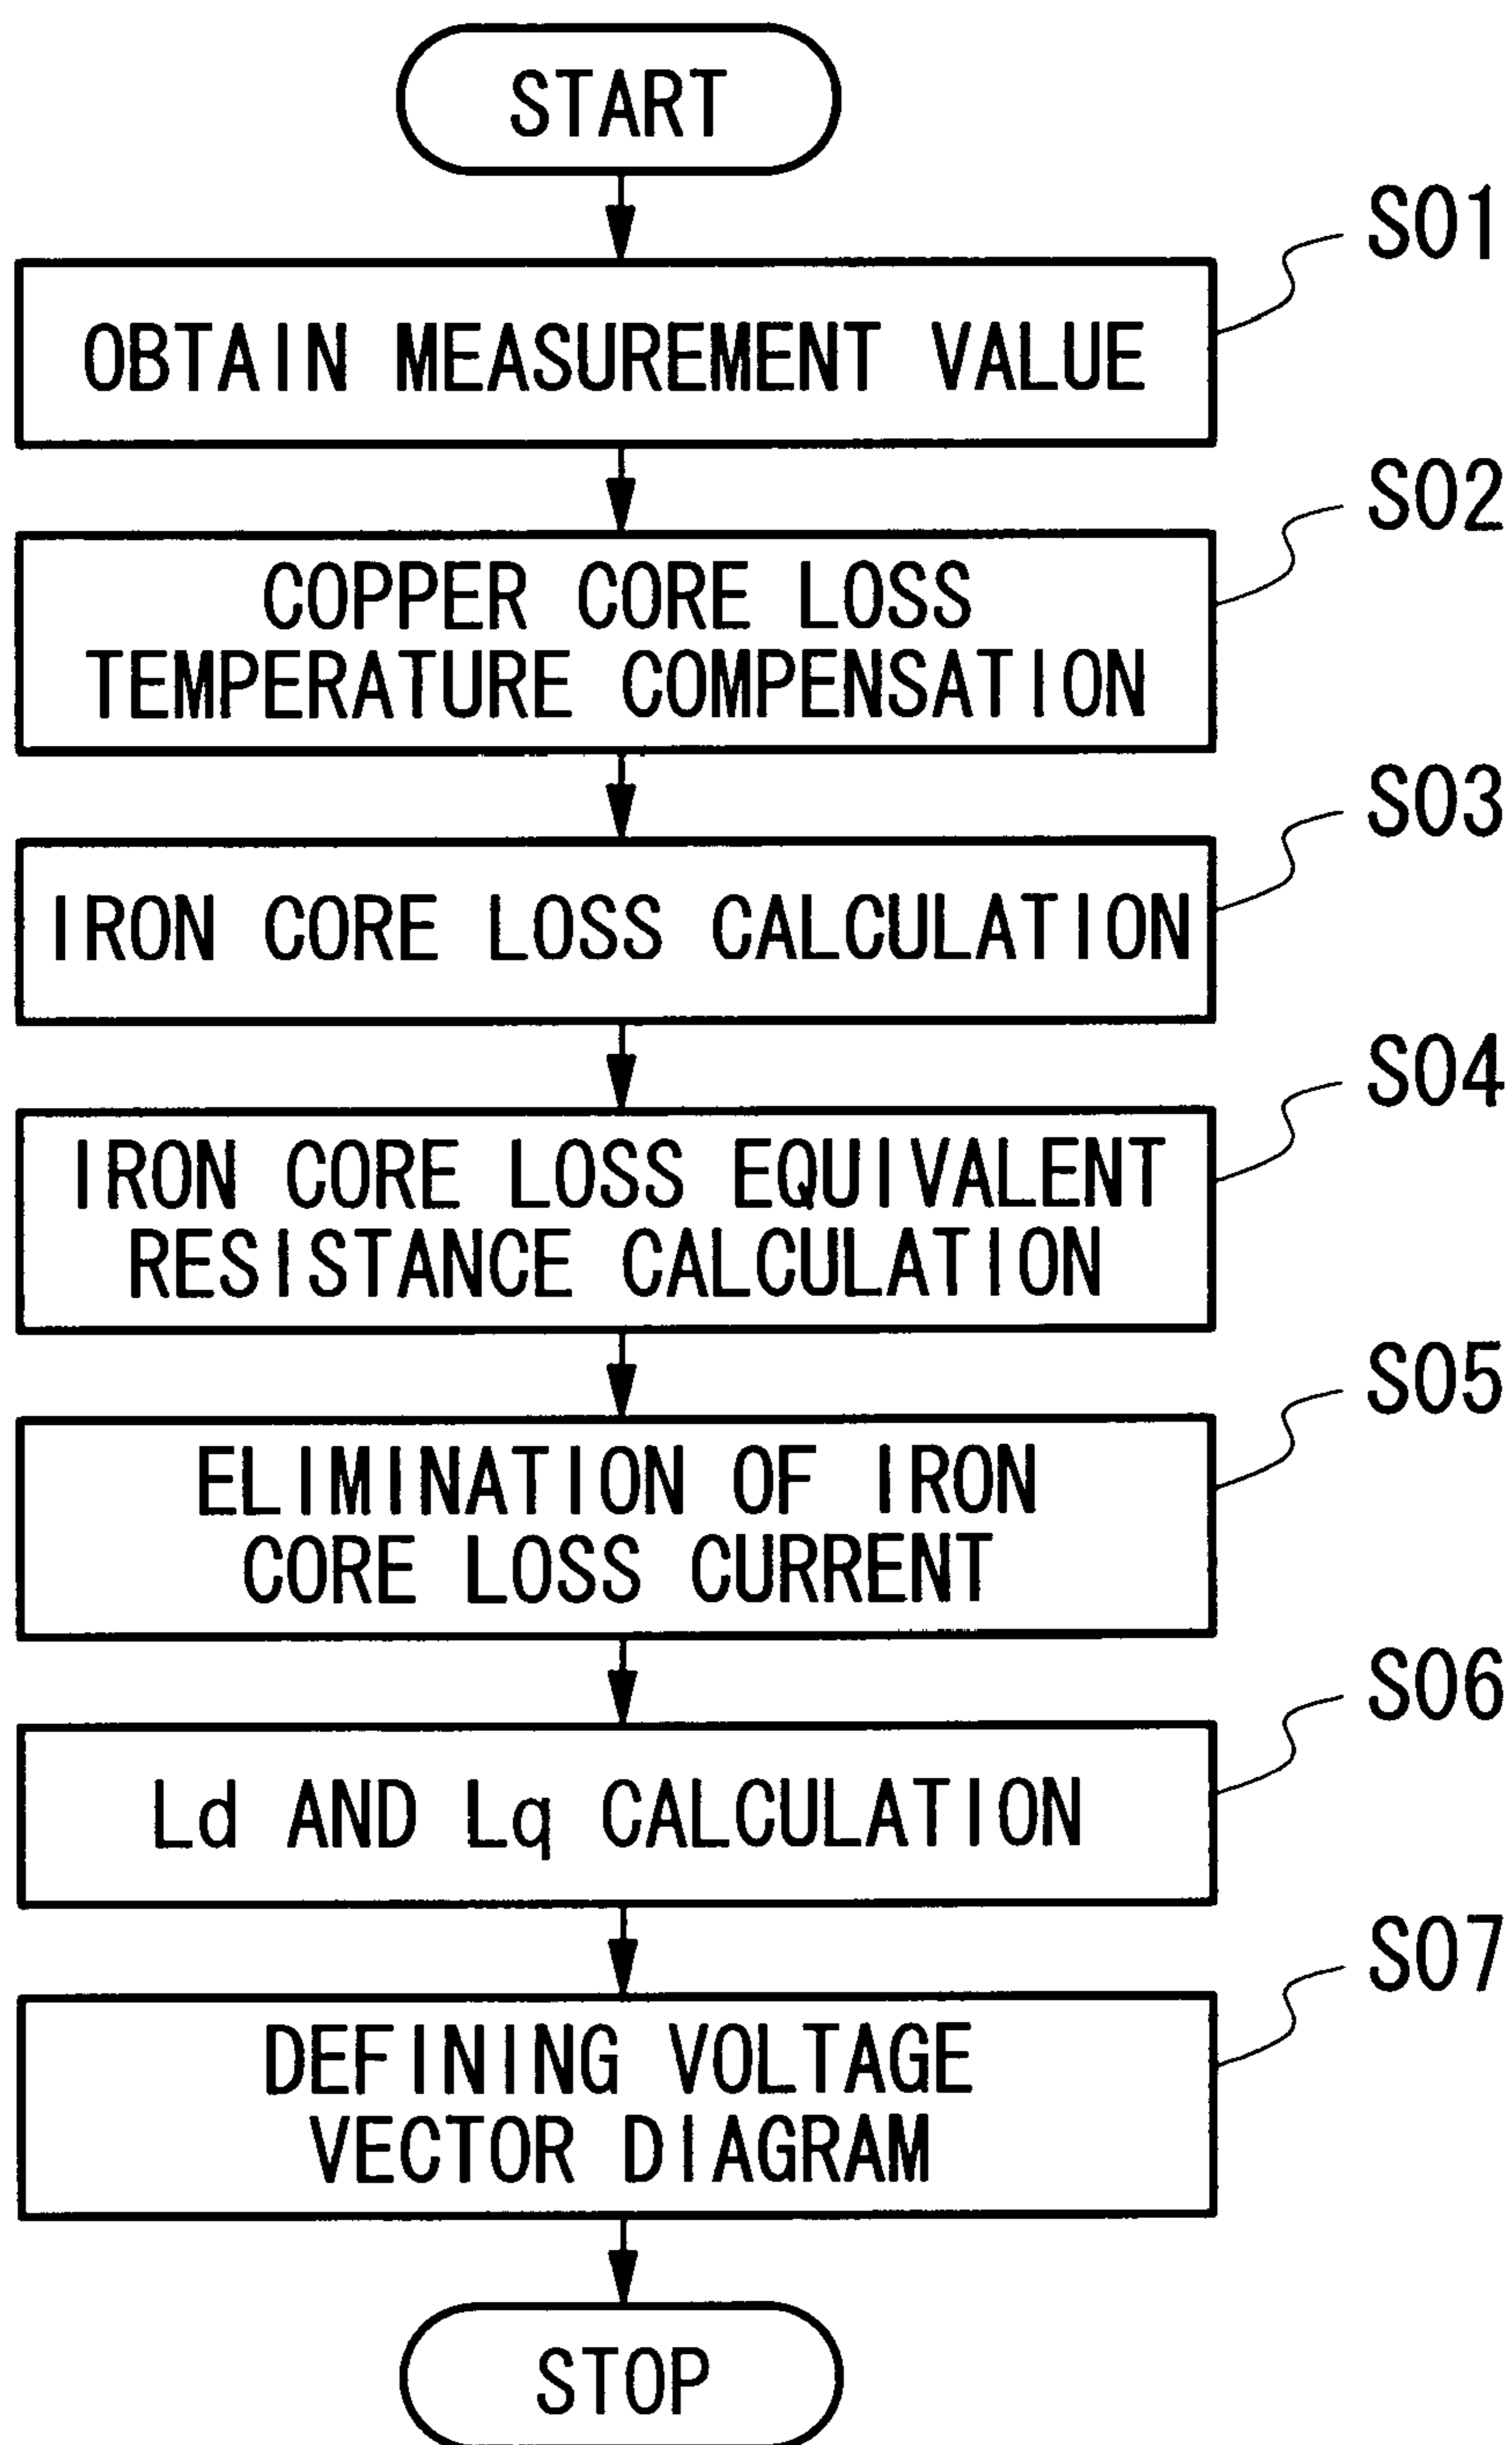 START
S01
OBTAIN MEASUREMENT VALUE
S02
COPPER CORE LOSS
TEMPERATURE COMPENSATION
S03
IRON CORE LOSS CALCULATION
S04
IRON CORE LOSS EQUIVALENT
RESISTANCE CALCULATION
S05
ELIMINATION OF IRON
CORE LOSS CURRENT
S06
Ld AND Lq CALCULATION
S07
DEFINING VOLTAGE
VECTOR DIAGRAM
STOP